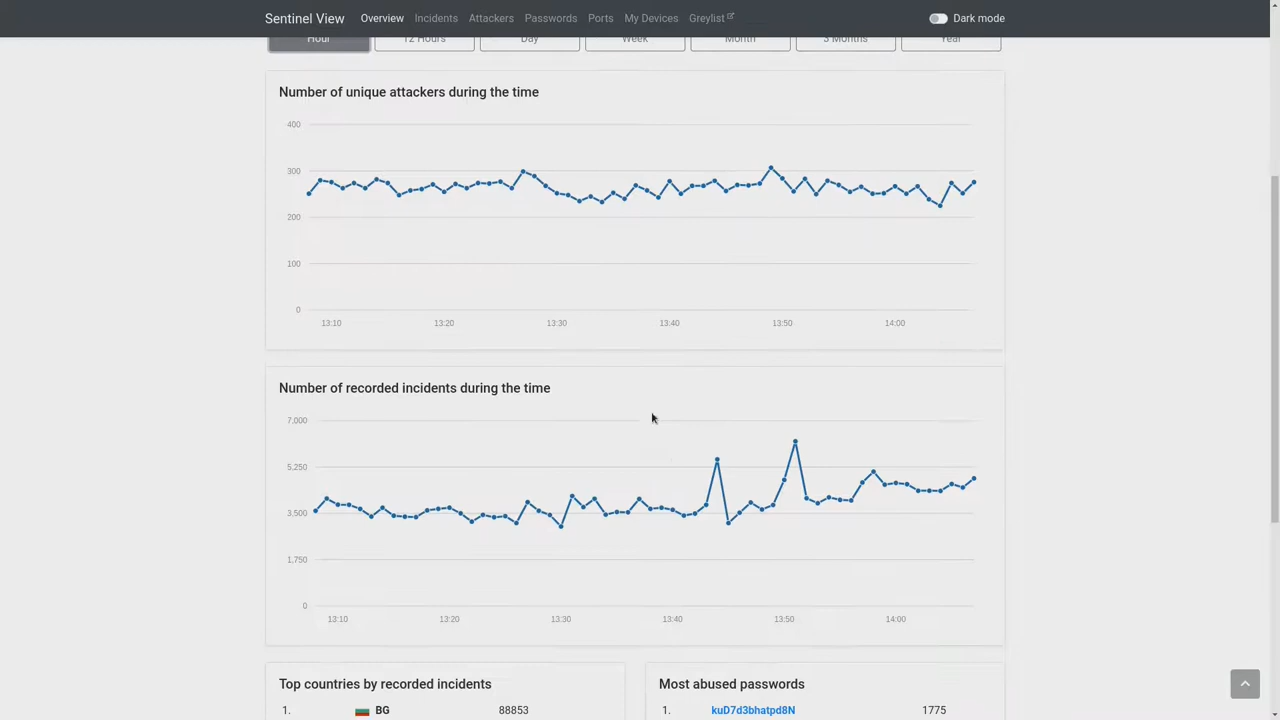 Sentinel View Overview Incidents Attackers Passwords Ports My Devices Greylist Dark mode
Hour 12 Hours Day Week Month 3 Months Year
Number of unique attackers during the time
400
300
200
100
0
13:10 13:20 13:30 13:40 13:50 14:00
Number of recorded incidents during the time
7,000
5,250
3,500
1,750
0
13:10 13:20 13:30 13:40 13:50 14:00
Top countries by recorded incidents Most abused passwords
1. BG 88853 1. kuD7d3bhatpd8N 1775